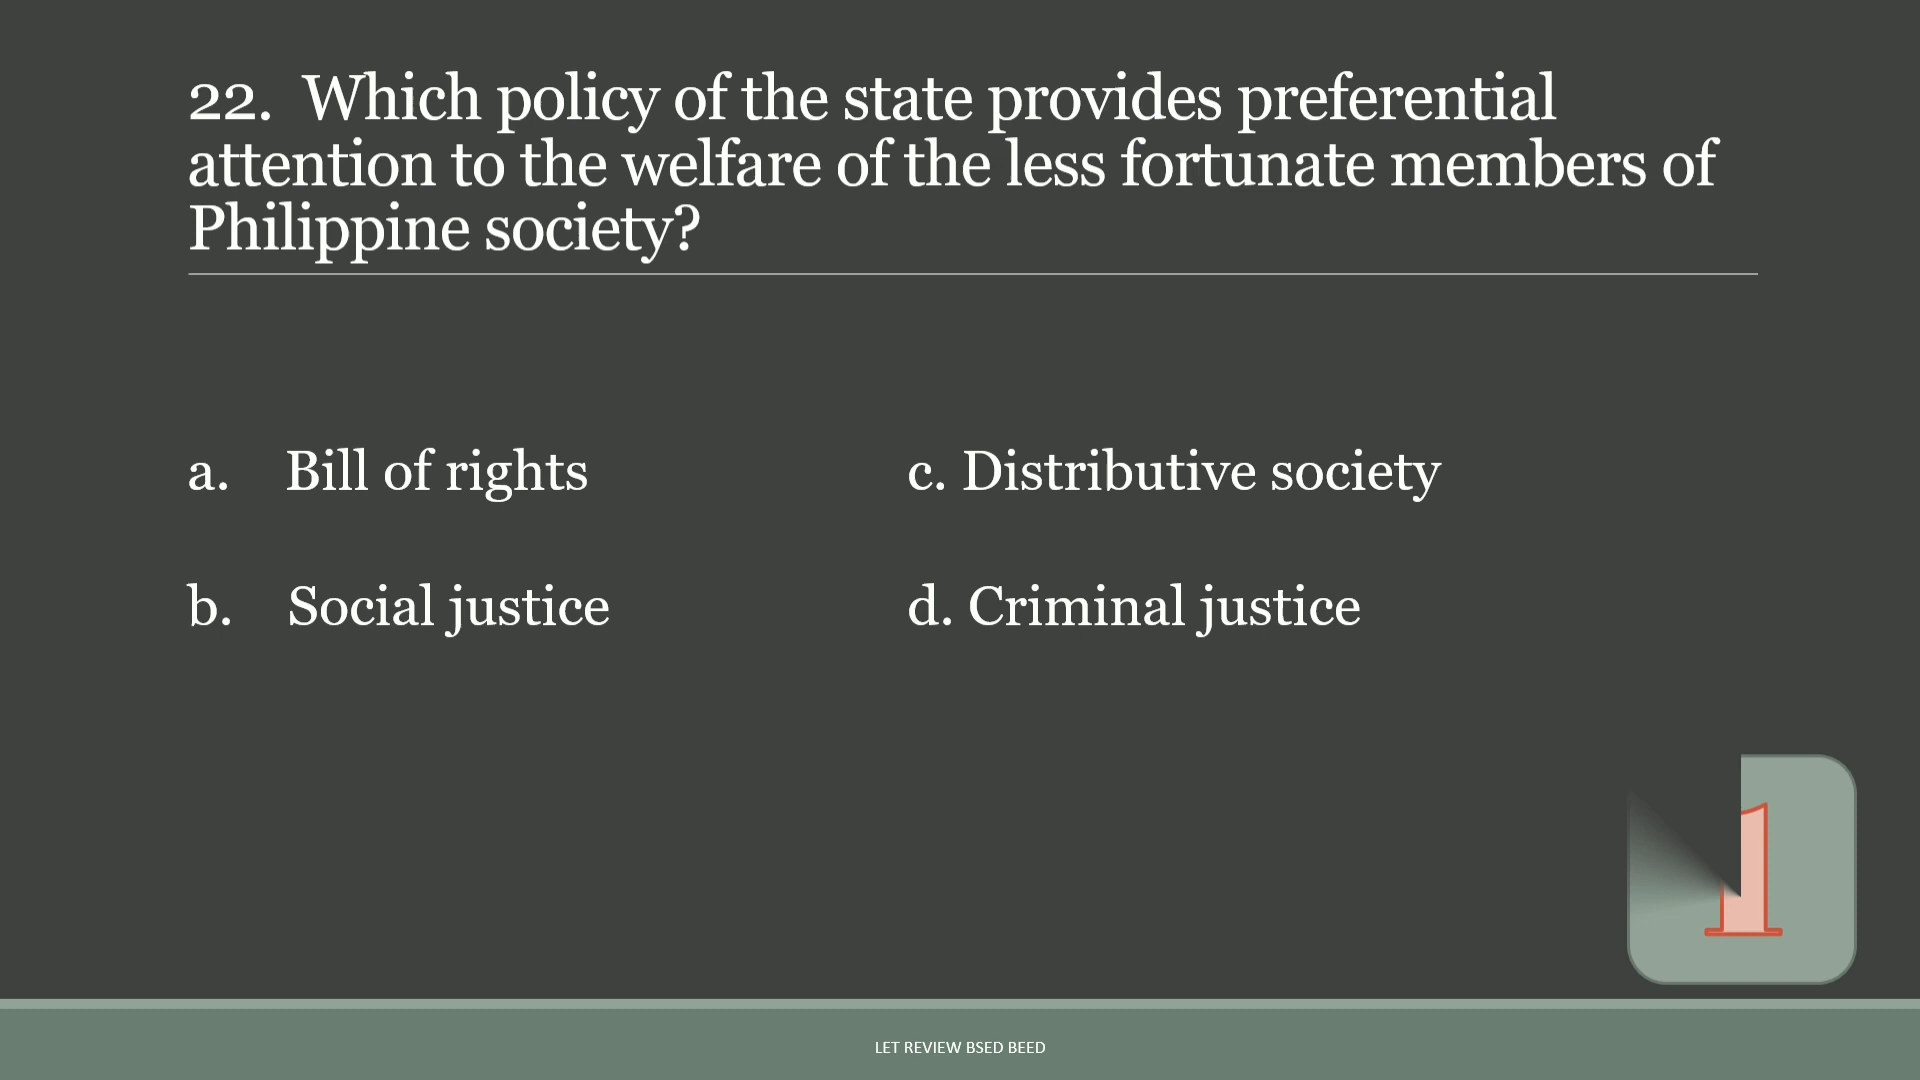 22. Which policy of the state provides preferential
attention to the welfare of the less fortunate members of
Philippine society?
a. Bill of rights
b. Social justice
c. Distributive society
d. Criminal justice
1
LET REVIEW BSED BEED